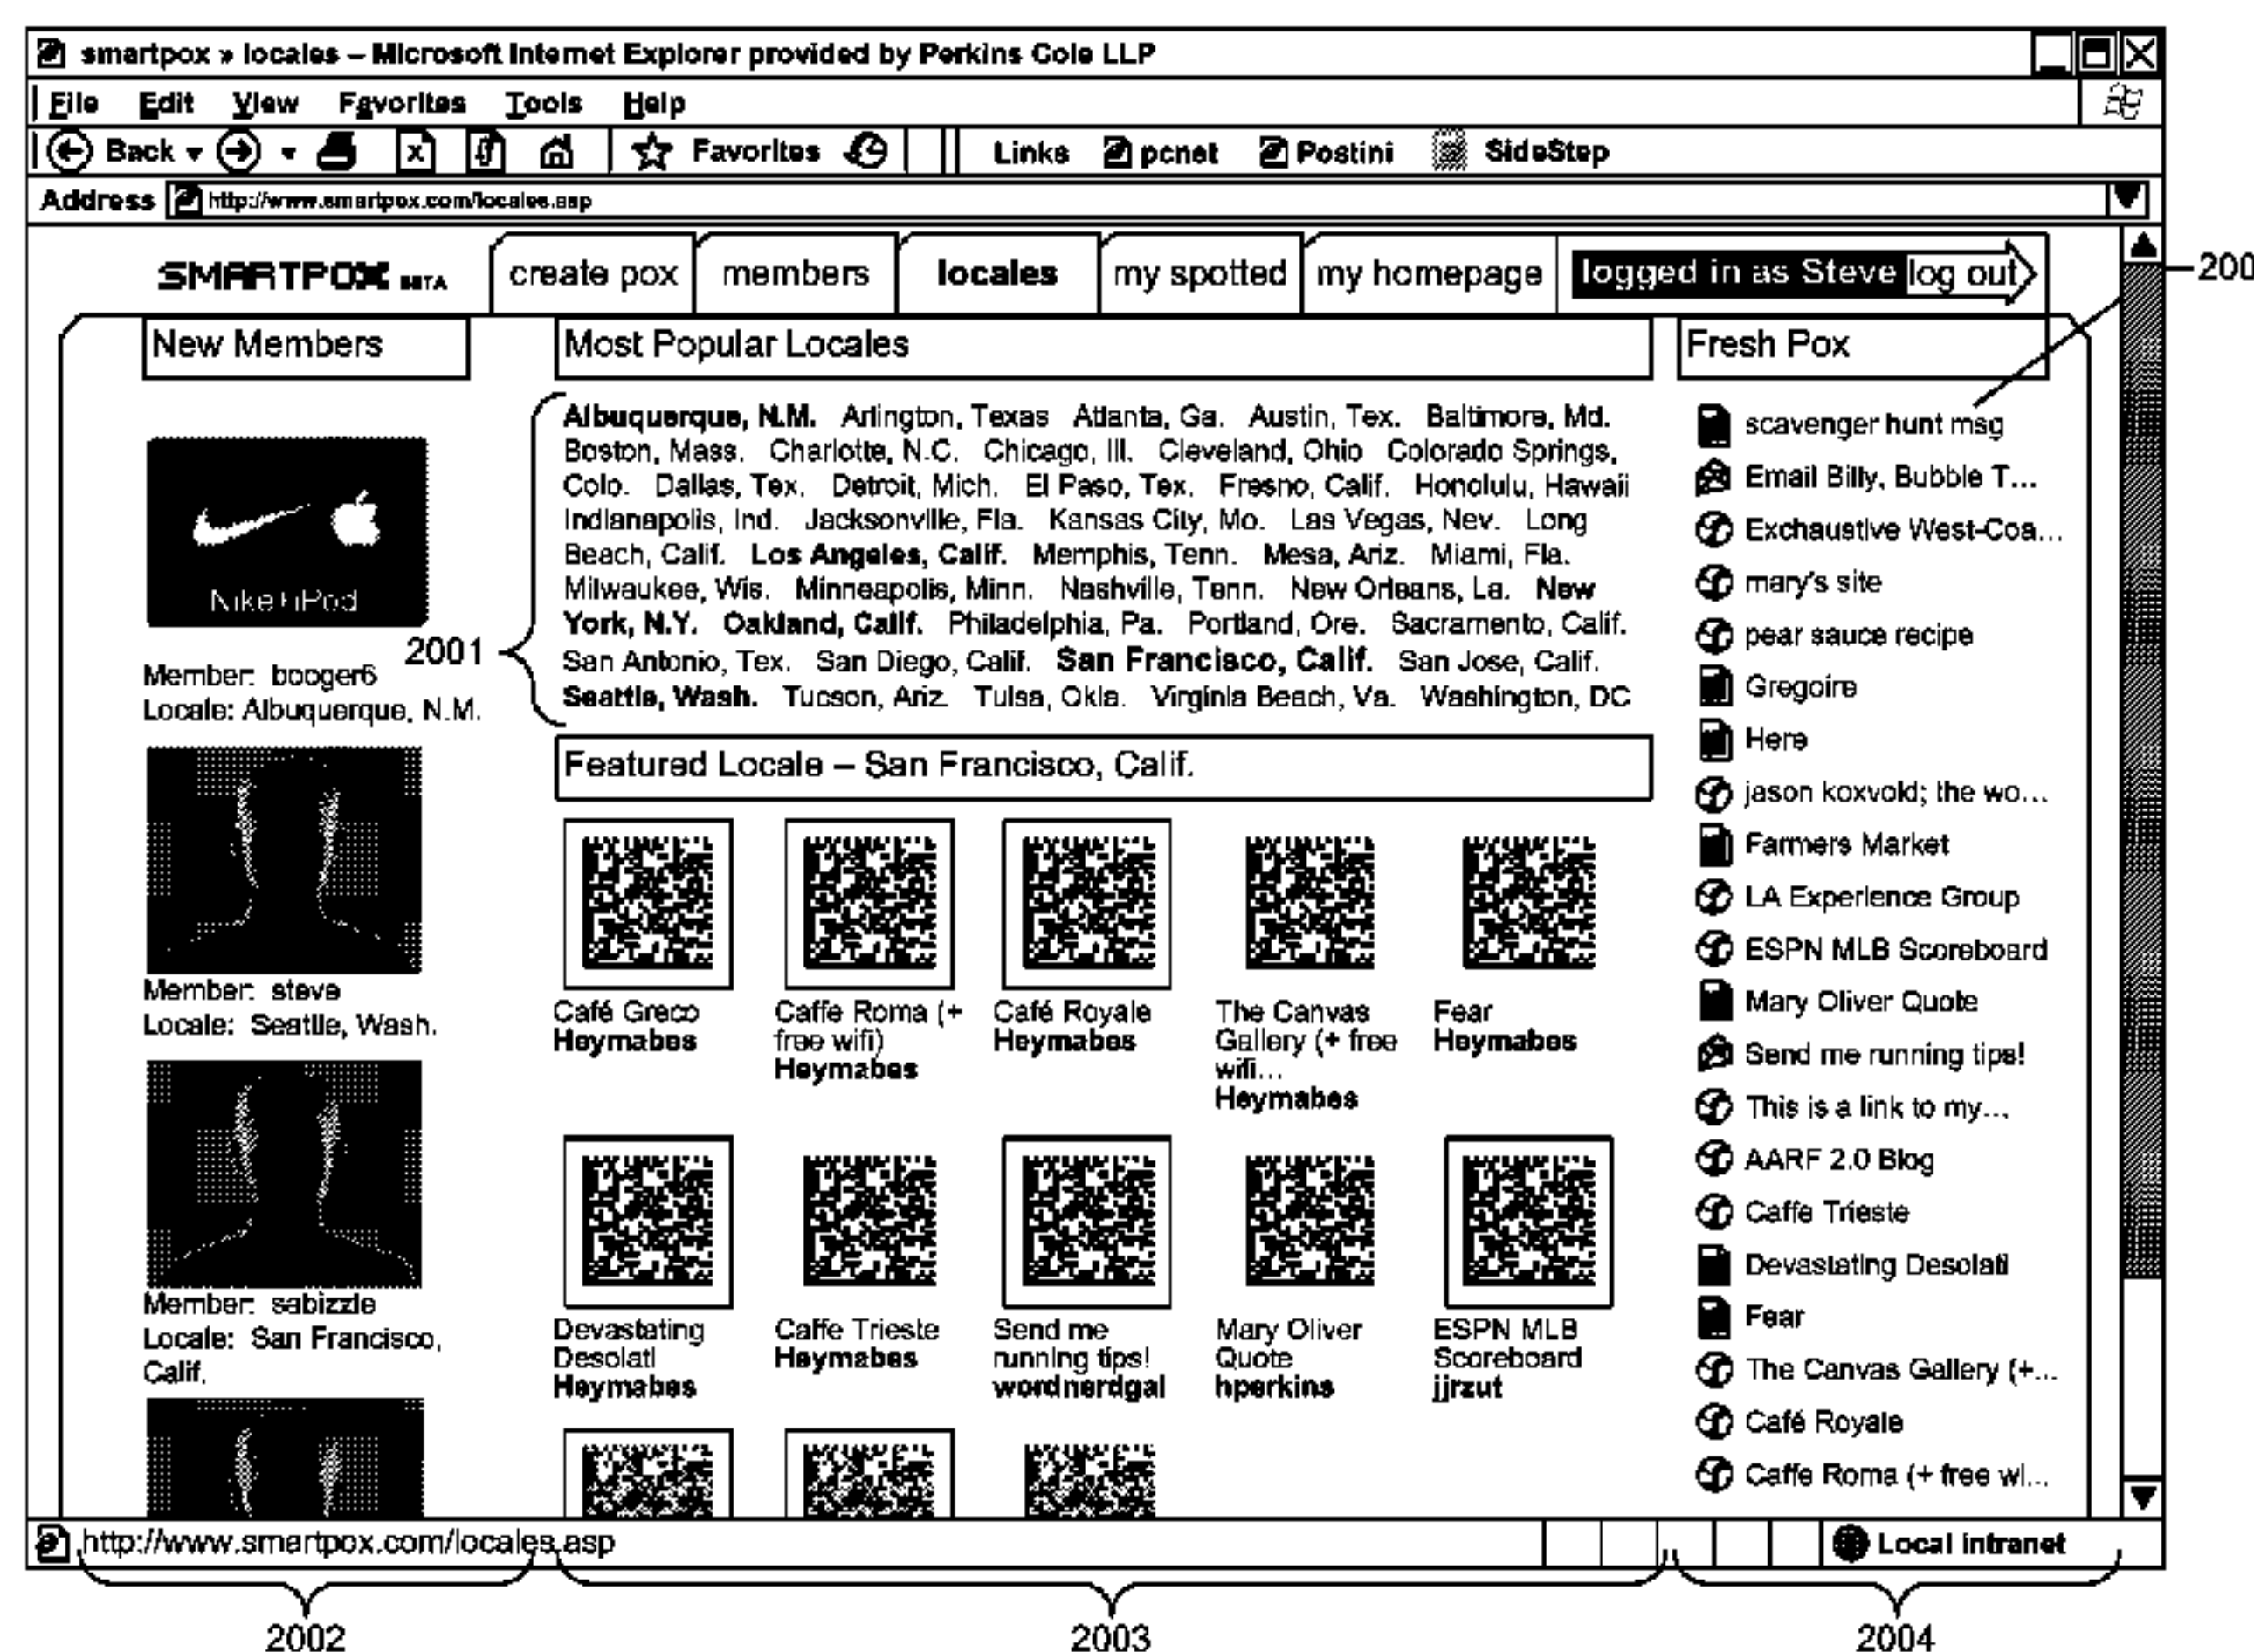 smartpox » locales – Microsoft Internet Explorer provided by Perkins Cole LLP
File Edit View Favorites Tools Help
Back Favorites Links pcnet Postini SideStep
Address http://www.smartpox.com/locales.asp
SMARTPOX BETA create pox members locales my spotted my homepage logged in as Steve log out
200
New Members
Nike+iPod
Member: booger6
Locale: Albuquerque, N.M.
Member: steve
Locale: Seattle, Wash.
Member: sabizzle
Locale: San Francisco,
Calif.
Most Popular Locales
2001
Albuquerque, N.M. Arlington, Texas Atlanta, Ga. Austin, Tex. Baltimore, Md.
Boston, Mass. Charlotte, N.C. Chicago, Ill. Cleveland, Ohio Colorado Springs,
Colo. Dallas, Tex. Detroit, Mich. El Paso, Tex. Fresno, Calif. Honolulu, Hawaii
Indianapolis, Ind. Jacksonville, Fla. Kansas City, Mo. Las Vegas, Nev. Long
Beach, Calif. Los Angeles, Calif. Memphis, Tenn. Mesa, Ariz. Miami, Fla.
Milwaukee, Wis. Minneapolis, Minn. Nashville, Tenn. New Orleans, La. New
York, N.Y. Oakland, Calif. Philadelphia, Pa. Portland, Ore. Sacramento, Calif.
San Antonio, Tex. San Diego, Calif. San Francisco, Calif. San Jose, Calif.
Seattle, Wash. Tucson, Ariz. Tulsa, Okla. Virginia Beach, Va. Washington, DC
Featured Locale – San Francisco, Calif.
Café Greco
Heymabes
Caffe Roma (+
free wifi)
Heymabes
Café Royale
Heymabes
The Canvas
Gallery (+ free
wifi...
Heymabes
Fear
Heymabes
Devastating
Desolati
Heymabes
Caffe Trieste
Heymabes
Send me
running tips!
wordnerdgal
Mary Oliver
Quote
hperkins
ESPN MLB
Scoreboard
jjrzut
Fresh Pox
scavenger hunt msg
Email Billy, Bubble T...
Exchaustive West-Coa...
mary's site
pear sauce recipe
Gregoire
Here
jason koxvold; the wo...
Farmers Market
LA Experience Group
ESPN MLB Scoreboard
Mary Oliver Quote
Send me running tips!
This is a link to my...
AARF 2.0 Blog
Caffe Trieste
Devastating Desolati
Fear
The Canvas Gallery (+...
Café Royale
Caffe Roma (+ free wi...
http://www.smartpox.com/locales.asp Local intranet
2002 2003 2004